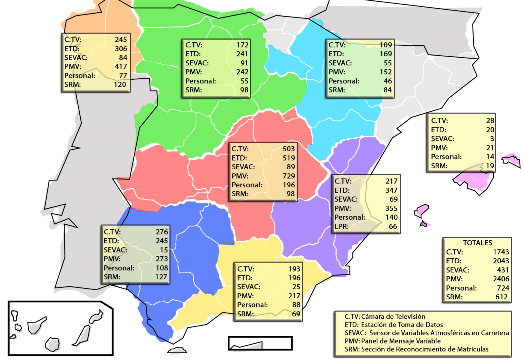 C.TV: 245
ETD: 306
SEVAC: 84
PMV: 417
Personal: 77
SRM: 120
C.TV: 172
ETD: 241
SEVAC: 91
PMV: 242
Personal: 55
SRM: 98
C.TV: 109
ETD: 169
SEVAC: 55
PMV: 152
Personal: 46
SRM: 84
C.TV: 28
ETD: 20
SEVAC: 3
PMV: 21
Personal: 14
SRM: 19
C.TV: 503
ETD: 519
SEVAC: 89
PMV: 729
Personal: 196
SRM: 98
C.TV: 217
ETD: 347
SEVAC: 69
PMV: 355
Personal: 140
LPR: 66
C.TV: 276
ETD: 245
SEVAC: 15
PMV: 273
Personal: 108
SRM: 127
C.TV: 193
ETD: 196
SEVAC: 25
PMV: 217
Personal: 88
SRM: 69
TOTALES
C.TV: 1743
ETD: 2043
SEVAC: 431
PMV: 2406
Personal: 724
SRM: 612
C.TV: Cámara de Televisión
ETD: Estación de Toma de Datos
SEVAC: Sensor de Variables Atmosféricas en Carretera
PMV: Panel de Mensaje Variable
SRM: Sección de Reconocimiento de Matrículas